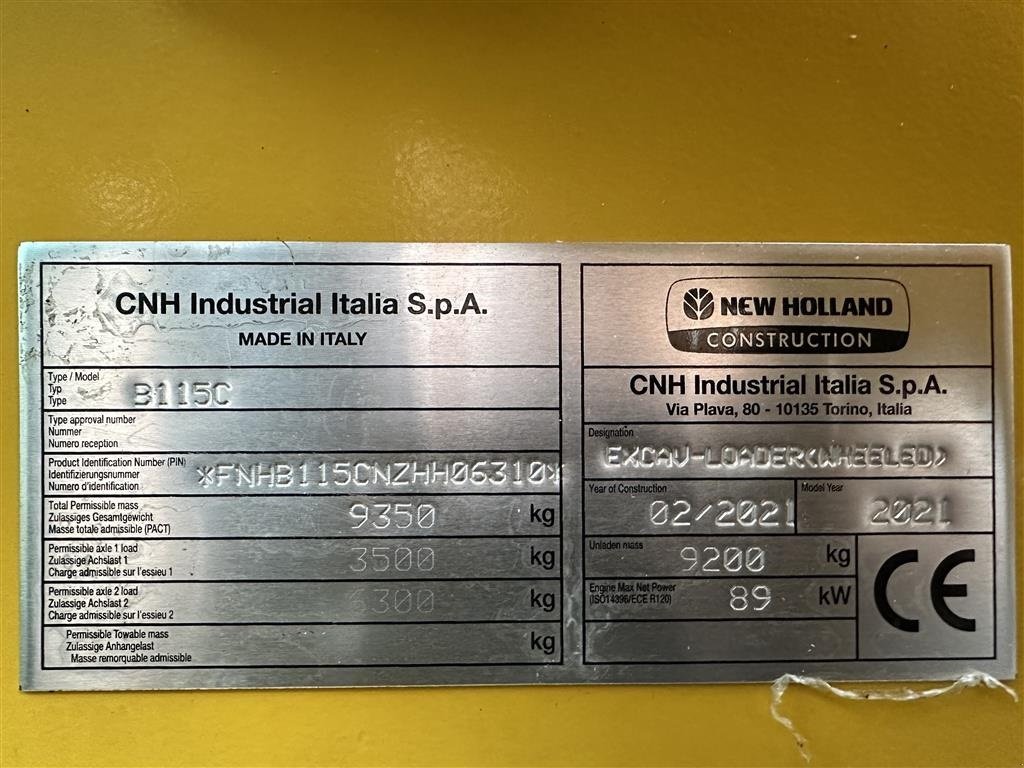 CNH Industrial Italia S.p.A.
MADE IN ITALY
Type / Model
Typ
Type
B115C
Type approval number
Nummer
Numero reception
Product Identification Number (PIN)
Identifizierungsnummer
Numero d'identification
*FNHB115CNZHH06310*
Total Permissible mass
Zulässiges Gesamtgewicht
Masse totale admissible (PACT)
9350 kg
Permissible axle 1 load
Zulässige Achslast 1
Charge admissible sur l'essieu 1
3500 kg
Permissible axle 2 load
Zulässige Achslast 2
Charge admissible sur l'essieu 2
300 kg
Permissible Towable mass
Zulassige Anhangelast
Masse remorquable admissible
kg
NEW HOLLAND
CONSTRUCTION
CNH Industrial Italia S.p.A.
Via Plava, 80 - 10135 Torino, Italia
Designation
EXCAV-LOADER(WHEELED)
Year of Construction
02/2021
Model Year
2021
Unladen mass
9200 kg
Engine Max Net Power
(ISO14396/ECE R120)
89 kW
CE